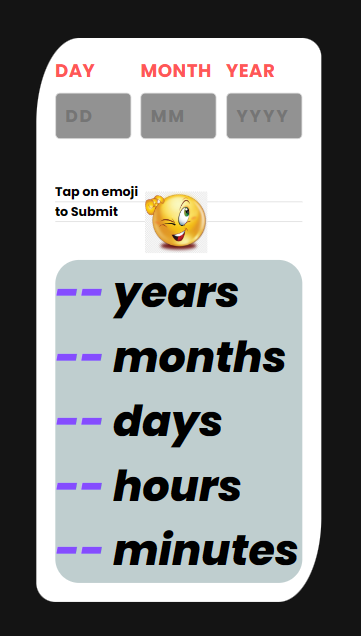 DAY MONTH YEAR
DD MM YYYY
Tap on emoji
to Submit
-- years
-- months
-- days
-- hours
-- minutes